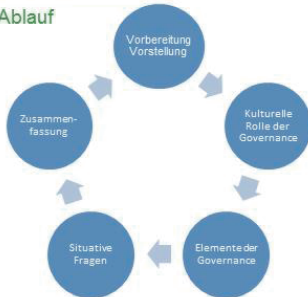 Ablauf
Vorbereitung
Vorstellung
Kulturelle
Rolle der
Governance
Elemente der
Governance
Situative
Fragen
Zusammen-
fassung